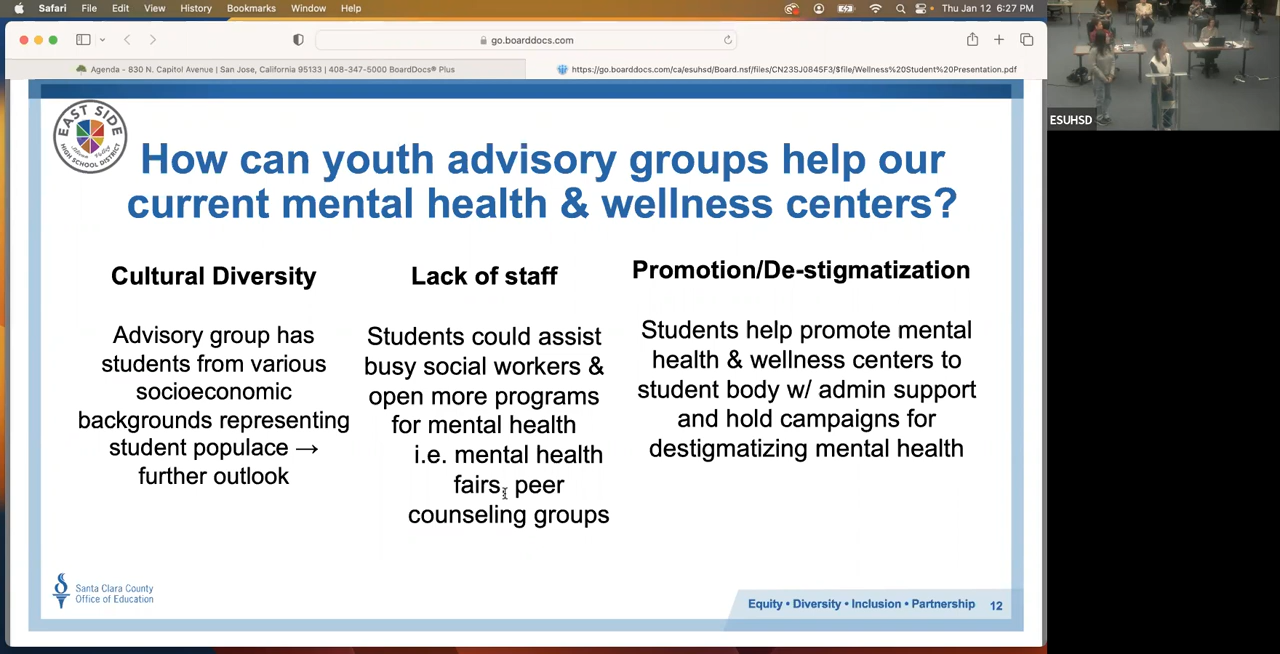 Safari File Edit View History Bookmarks Window Help Thu Jan 12 6:27 PM
go.boarddocs.com
Agenda - 830 N. Capitol Avenue | San Jose, California 95133 | 408-347-5000 BoardDocs® Plus
https://go.boarddocs.com/ca/esuhsd/Board.nsf/files/CN23SJ0845F3/$file/Wellness%20Student%20Presentation.pdf
ESUHSD
EAST SIDE
HIGH SCHOOL DISTRICT
How can youth advisory groups help our
current mental health & wellness centers?
Cultural Diversity
Advisory group has
students from various
socioeconomic
backgrounds representing
student populace →
further outlook
Lack of staff
Students could assist
busy social workers &
open more programs
for mental health
i.e. mental health
fairs, peer
counseling groups
Promotion/De-stigmatization
Students help promote mental
health & wellness centers to
student body w/ admin support
and hold campaigns for
destigmatizing mental health
Santa Clara County
Office of Education
Equity • Diversity • Inclusion • Partnership 12